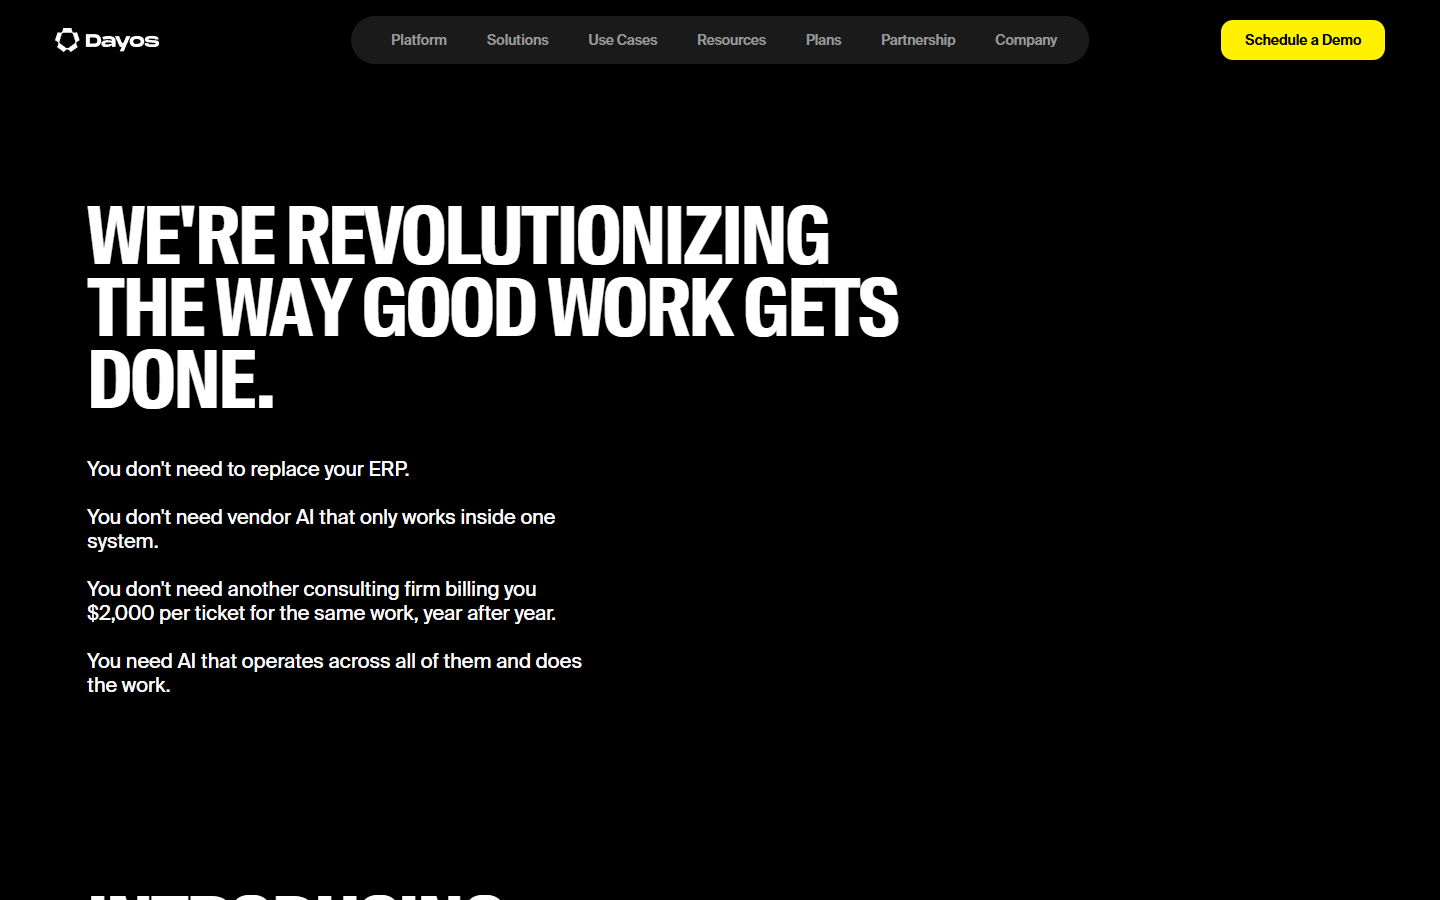 Dayos
Platform
Solutions
Use Cases
Resources
Plans
Partnership
Company
Schedule a Demo
WE'RE REVOLUTIONIZING
THE WAY GOOD WORK GETS
DONE.
You don't need to replace your ERP.
You don't need vendor AI that only works inside one
system.
You don't need another consulting firm billing you
$2,000 per ticket for the same work, year after year.
You need AI that operates across all of them and does
the work.
INTRODUCING